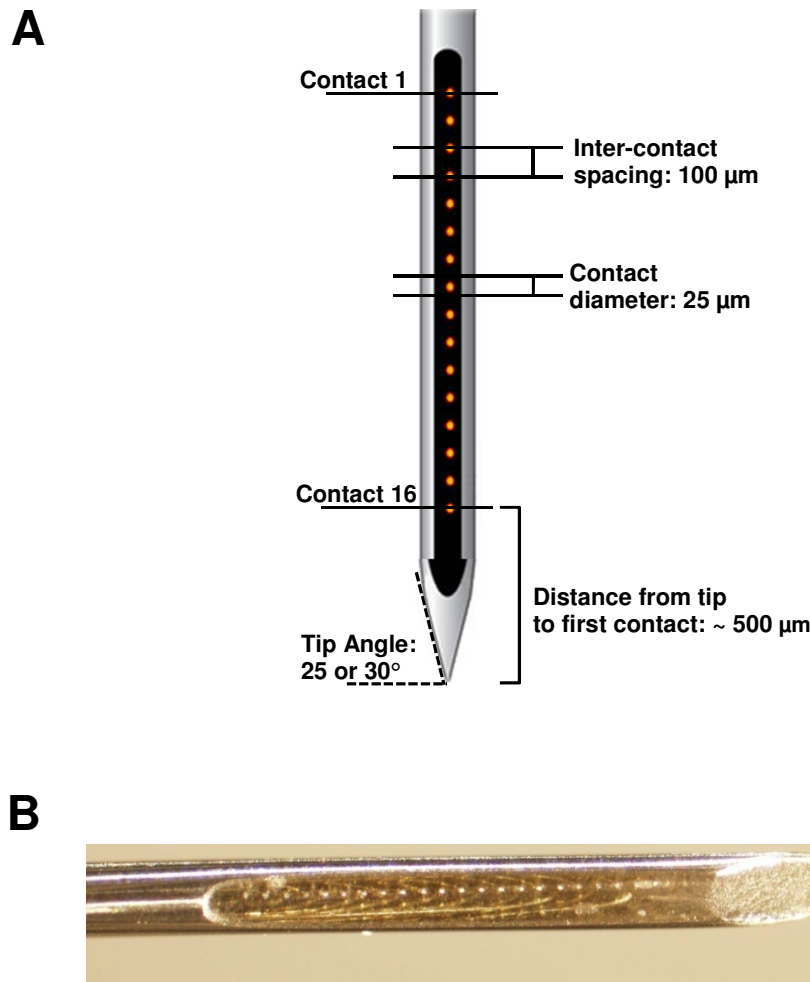 A
Contact 1
Inter-contact
spacing: 100 µm
Contact
diameter: 25 µm
Contact 16
Distance from tip
to first contact: ~ 500 µm
Tip Angle:
25 or 30°
B